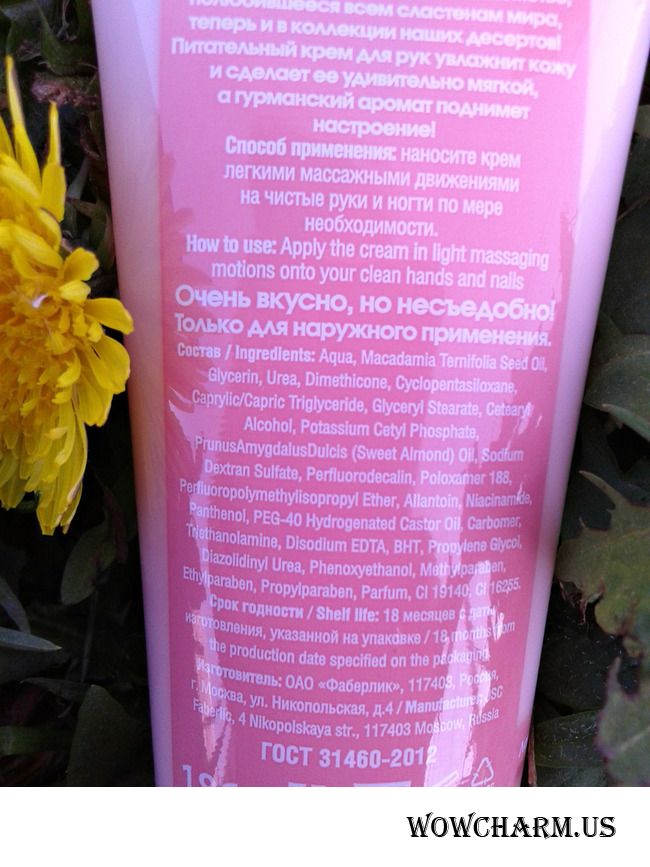 полюбившееся всем сластенам мира,
теперь и в коллекции наших десертов!
Питательный крем для рук увлажнит кожу
и сделает ее удивительно мягкой,
а гурманский аромат поднимет
настроение!
Способ применения: наносите крем
легкими массажными движениями
на чистые руки и ногти по мере
необходимости.
How to use: Apply the cream in light massaging
motions onto your clean hands and nails
Очень вкусно, но несъедобно!
Только для наружного применения.
Состав / Ingredients: Aqua, Macadamia Ternifolia Seed Oil,
Glycerin, Urea, Dimethicone, Cyclopentasiloxane,
Caprylic/Capric Triglyceride, Glyceryl Stearate, Cetearyl
Alcohol, Potassium Cetyl Phosphate,
PrunusAmygdalusDulcis (Sweet Almond) Oil, Sodium
Dextran Sulfate, Perfluorodecalin, Poloxamer 188,
Perfluoropolymethylisopropyl Ether, Allantoin, Niacinamide,
Panthenol, PEG-40 Hydrogenated Castor Oil, Carbomer,
Triethanolamine, Disodium EDTA, BHT, Propylene Glycol,
Diazolidinyl Urea, Phenoxyethanol, Methylparaben,
Ethylparaben, Propylparaben, Parfum, CI 19140, CI 16255.
Срок годности / Shelf life: 18 месяцев с даты
изготовления, указанной на упаковке / 18 months from
the production date specified on the packaging.
Изготовитель: ОАО «Фаберлик», 117403, Россия,
г. Москва, ул. Никопольская, д.4 / Manufacturer: JSC
Faberlic, 4 Nikopolskaya str., 117403 Moscow, Russia
ГОСТ 31460-2012
WOWCHARM.US